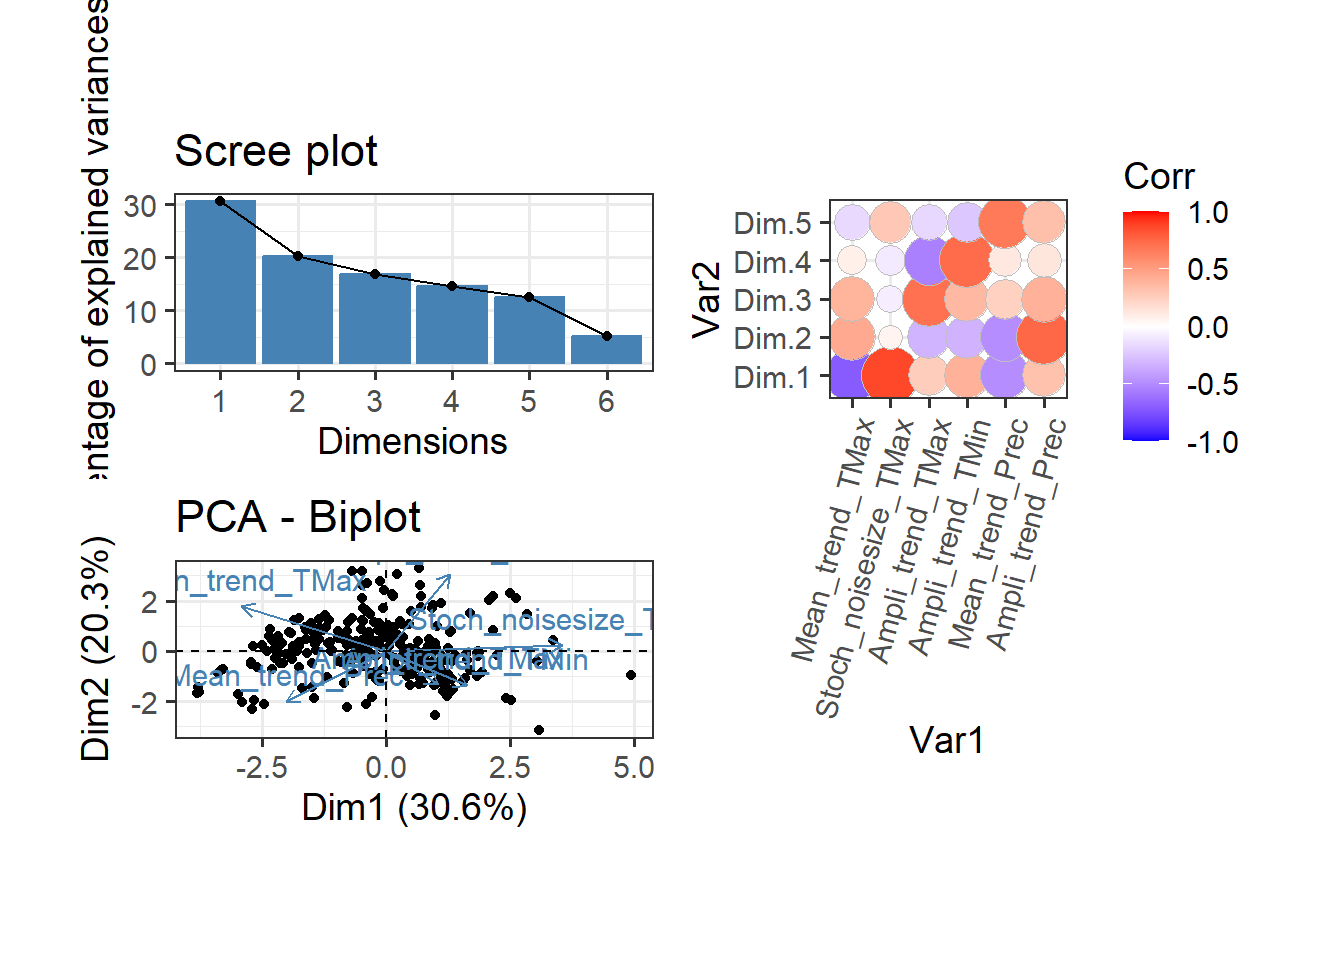 Scree plot
entage of explained variances
30
20
10
0
1 2 3 4 5 6
Dimensions
PCA - Biplot
n_trend_TMax
Stoch_noisesize_T
Mean_trend_Prec
Dim2 (20.3%)
2
0
-2
-2.5 0.0 2.5 5.0
Dim1 (30.6%)
Var2
Dim.5
Dim.4
Dim.3
Dim.2
Dim.1
Mean_trend_TMax
Stoch_noisesize_TMax
Ampli_trend_TMax
Ampli_trend_TMin
Mean_trend_Prec
Ampli_trend_Prec
Var1
Corr
1.0
0.5
0.0
-0.5
-1.0